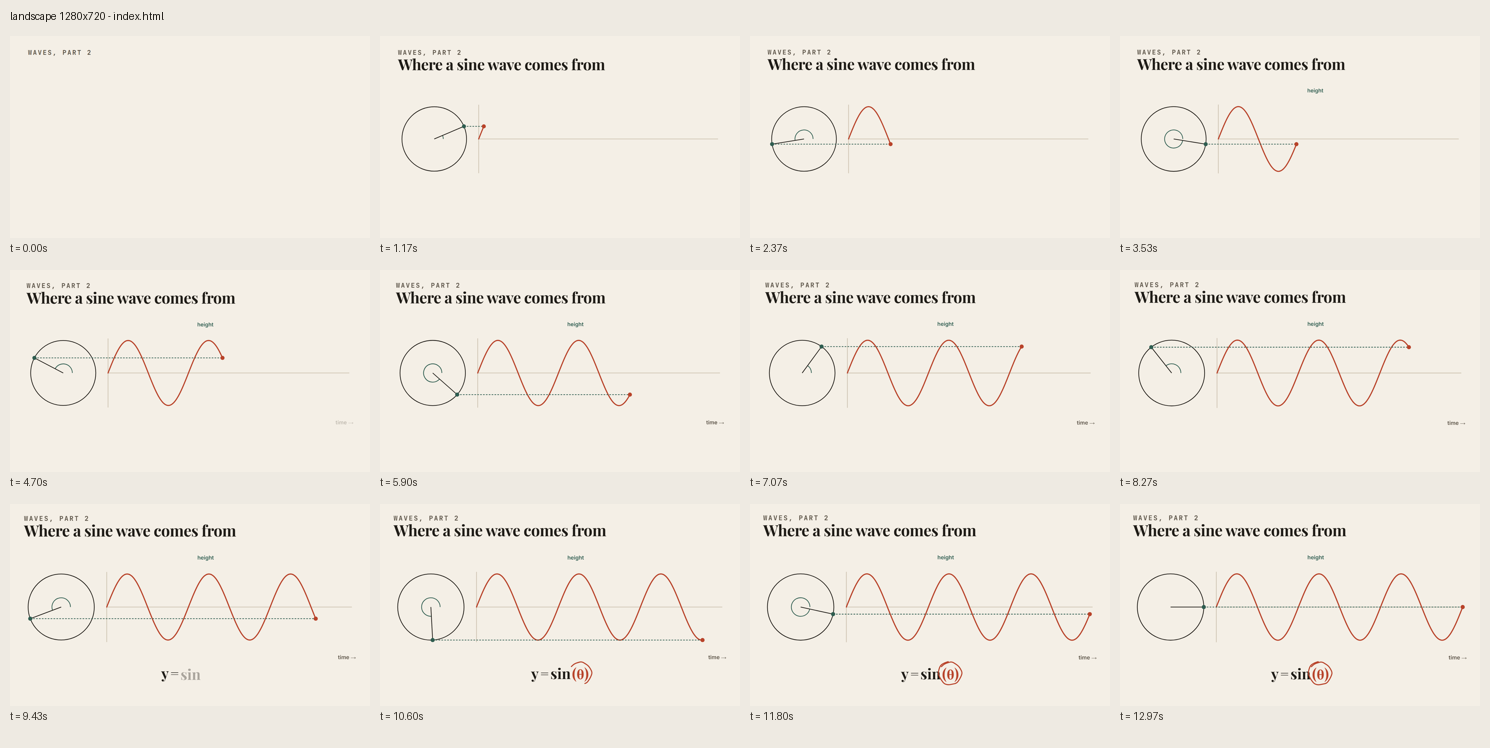 landscape 1280x720 - index.html
WAVES, PART 2
t = 0.00s
WAVES, PART 2
Where a sine wave comes from
t = 1.17s
WAVES, PART 2
Where a sine wave comes from
t = 2.37s
WAVES, PART 2
Where a sine wave comes from
height
t = 3.53s
WAVES, PART 2
Where a sine wave comes from
height
time →
t = 4.70s
WAVES, PART 2
Where a sine wave comes from
height
time →
t = 5.90s
WAVES, PART 2
Where a sine wave comes from
height
time →
t = 7.07s
WAVES, PART 2
Where a sine wave comes from
height
time →
t = 8.27s
WAVES, PART 2
Where a sine wave comes from
height
time →
y = sin
t = 9.43s
WAVES, PART 2
Where a sine wave comes from
height
time →
y = sin(θ)
t = 10.60s
WAVES, PART 2
Where a sine wave comes from
height
time →
y = sin(θ)
t = 11.80s
WAVES, PART 2
Where a sine wave comes from
height
time →
y = sin(θ)
t = 12.97s